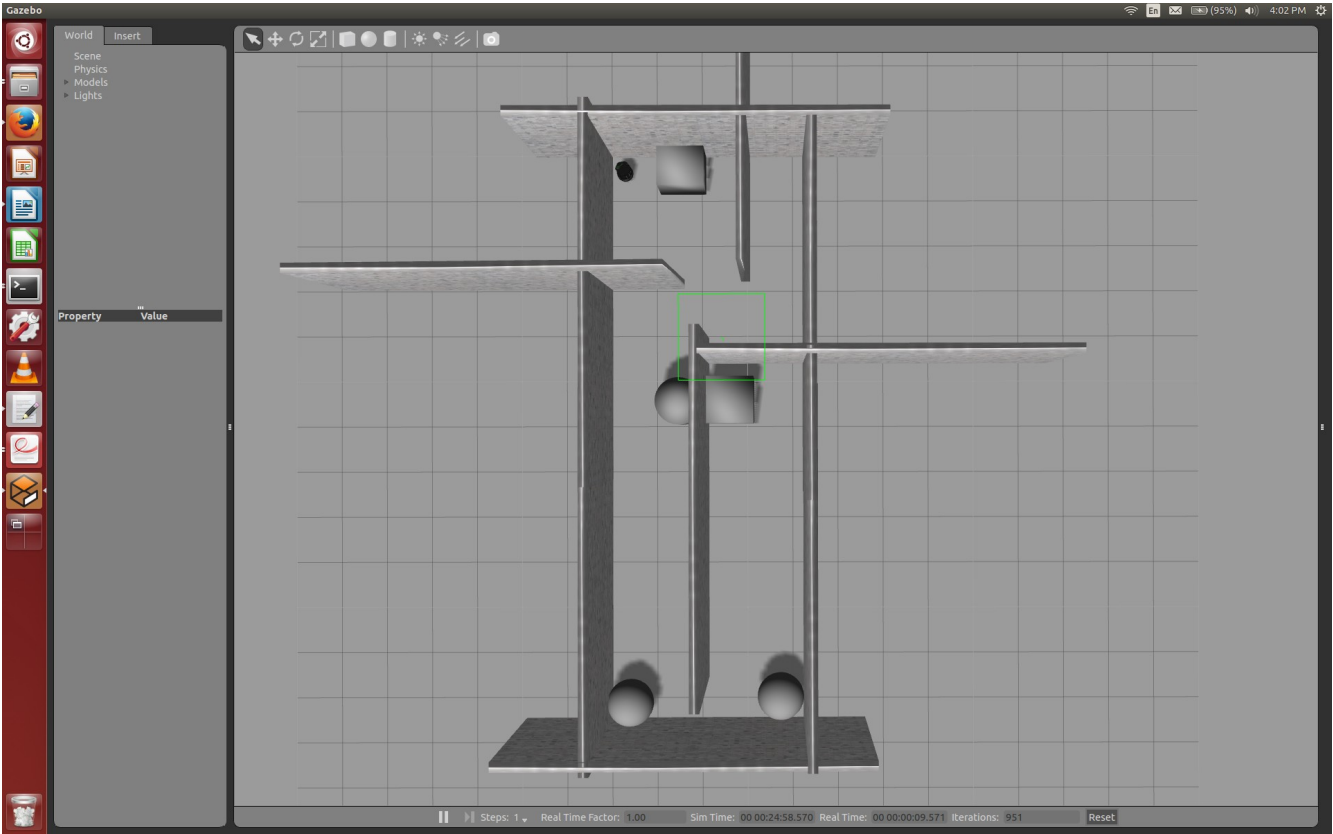 Gazebo
En
(95%)
4:02 PM
World Insert
Scene
Physics
Models
Lights
Property Value
Steps: 1 Real Time Factor: 1.00 Sim Time: 00 00:24:58.570 Real Time: 00 00:00:09.571 Iterations: 951 Reset